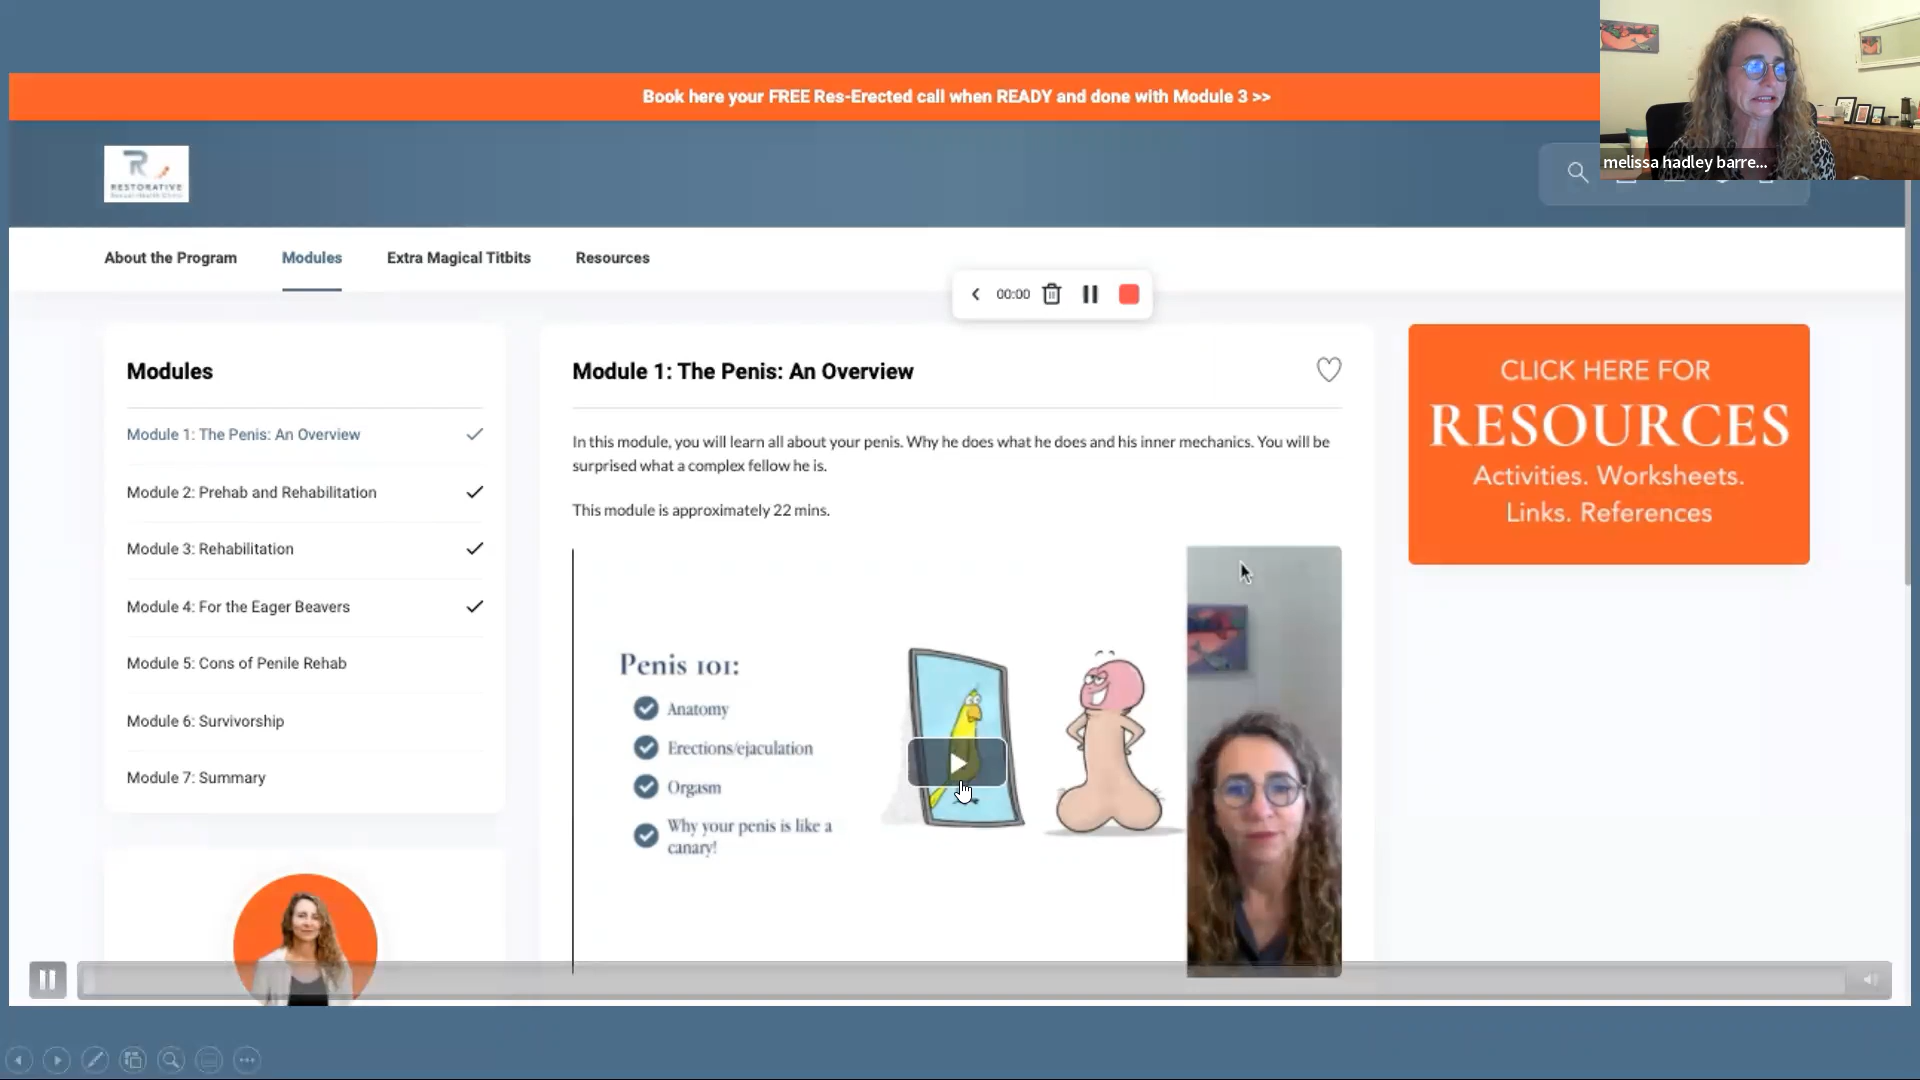 Book here your FREE Res-Erected call when READY and done with Module 3 >>
melissa hadley barre...
R
RESTORATIVE
Sexual Health Clinic
About the Program
Modules
Extra Magical Titbits
Resources
00:00
Modules
Module 1: The Penis: An Overview
Module 2: Prehab and Rehabilitation
Module 3: Rehabilitation
Module 4: For the Eager Beavers
Module 5: Cons of Penile Rehab
Module 6: Survivorship
Module 7: Summary
Module 1: The Penis: An Overview
In this module, you will learn all about your penis. Why he does what he does and his inner mechanics. You will be
surprised what a complex fellow he is.
This module is approximately 22 mins.
Penis 101:
Anatomy
Erections/ejaculation
Orgasm
Why your penis is like a
canary!
CLICK HERE FOR
RESOURCES
Activities. Worksheets.
Links. References